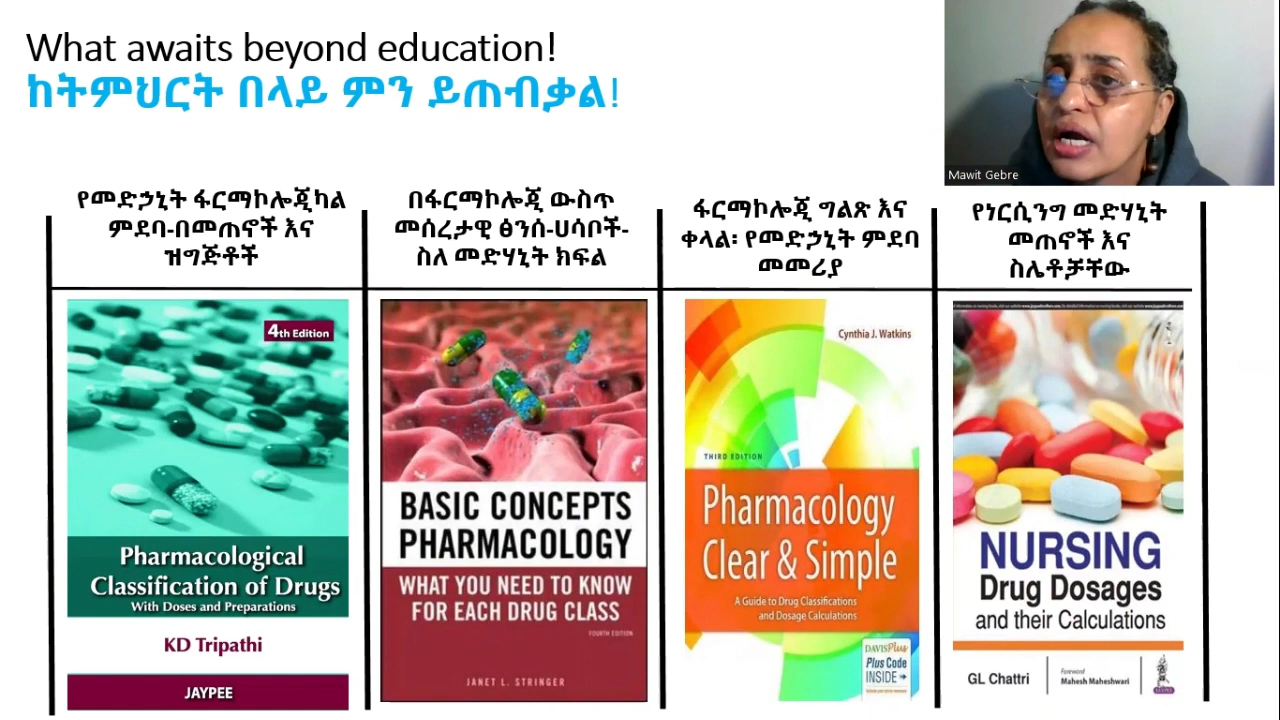 What awaits beyond education!
ከትምህርት በላይ ምን ይጠብቃል!
Mawit Gebre
የመድኃኒት ፋርማኮሎጂካል
ምደባ-በመጠኖች እና
ዝግጅቶች
በፋርማኮሎጂ ውስጥ
መሰረታዊ ፅንሰ-ሀሳቦች-
ስለ መድሃኒት ክፍል
ፋርማኮሎጂ ግልጽ እና
ቀላል፡ የመድኃኒት ምደባ
መመሪያ
የነርሲንግ መድሃኒት
መጠኖች እና
ስሌቶቻቸው
4th Edition
Pharmacological
Classification of Drugs
With Doses and Preparations
KD Tripathi
JAYPEE
BASIC CONCEPTS
PHARMACOLOGY
WHAT YOU NEED TO KNOW
FOR EACH DRUG CLASS
FOURTH EDITION
JANET L. STRINGER
Cynthia J. Watkins
THIRD EDITION
Pharmacology
Clear & Simple
A Guide to Drug Classifications
and Dosage Calculations
DAVISPlus
Plus Code
INSIDE
NURSING
Drug Dosages
and their Calculations
GL Chattri
Foreword
Mahesh Maheshwari